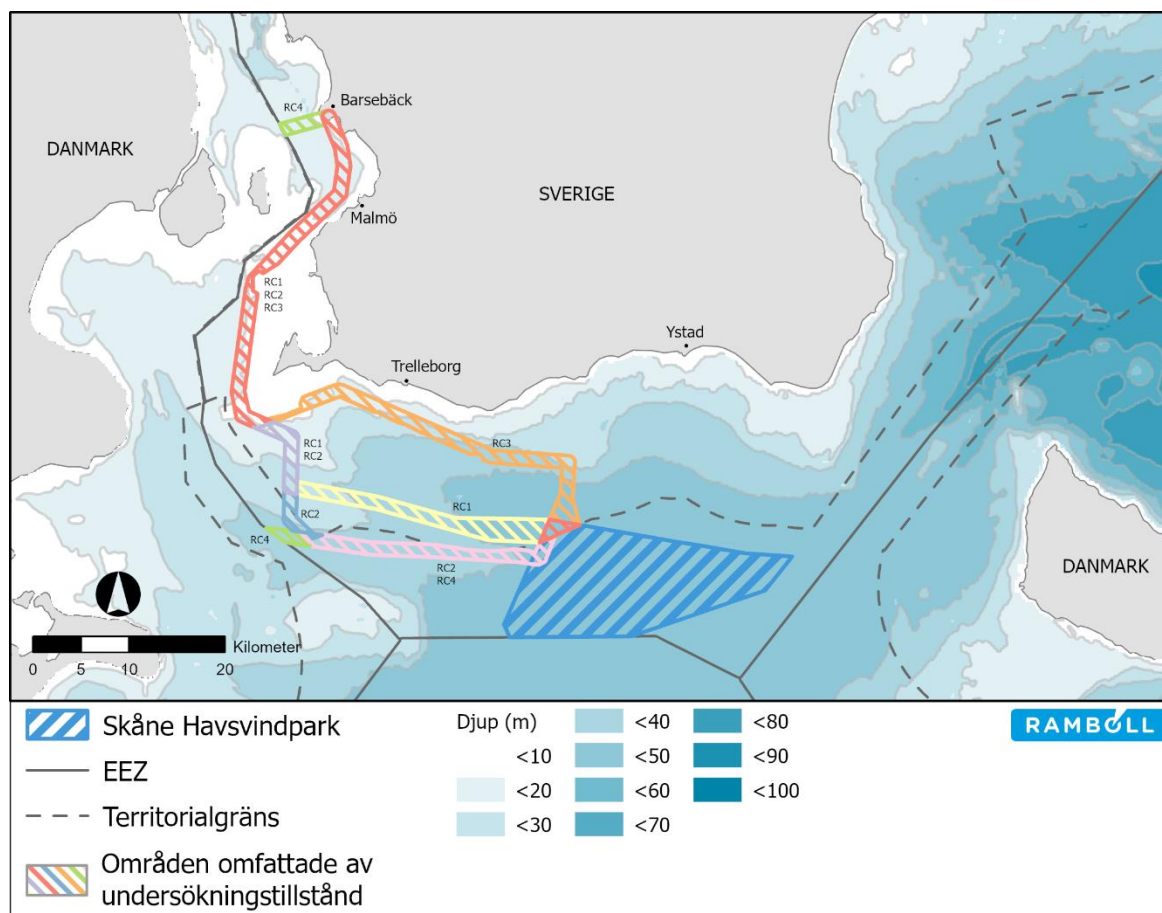 RC4
Barsebäck
DANMARK
SVERIGE
Malmö
RC1
RC2
RC3
Ystad
Trelleborg
RC3
RC1
RC2
RC1
RC2
RC4
RC2
RC4
DANMARK
Kilometer
0 5 10 20
Skåne Havsvindpark
EEZ
Territorialgräns
Områden omfattade av
undersökningstillstånd
Djup (m)
<10
<20
<30
<40
<50
<60
<70
<80
<90
<100
RAMBOLL